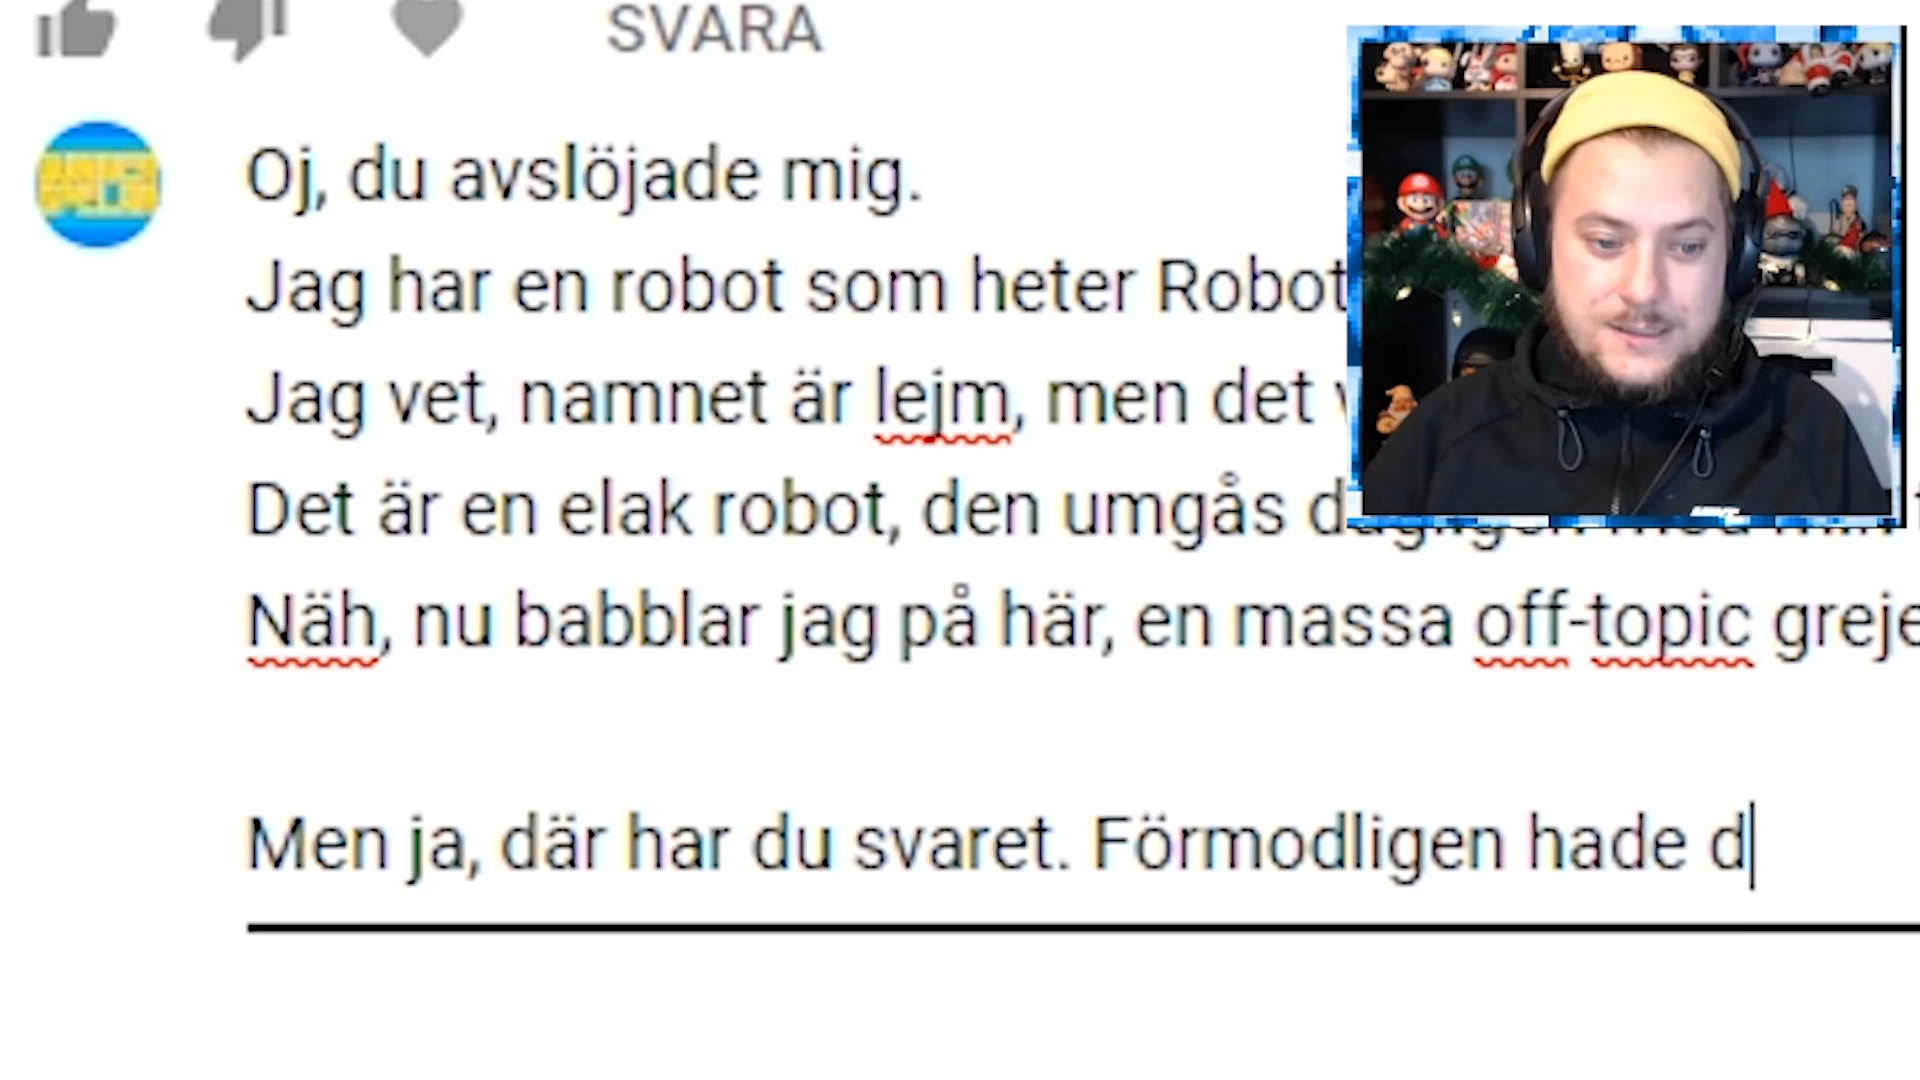 SVARA
Oj, du avslöjade mig.
Jag har en robot som heter Robot
Jag vet, namnet är lejm, men det
Det är en elak robot, den umgås
Näh, nu babblar jag på här, en massa off-topic greje
Men ja, där har du svaret. Förmodligen hade d